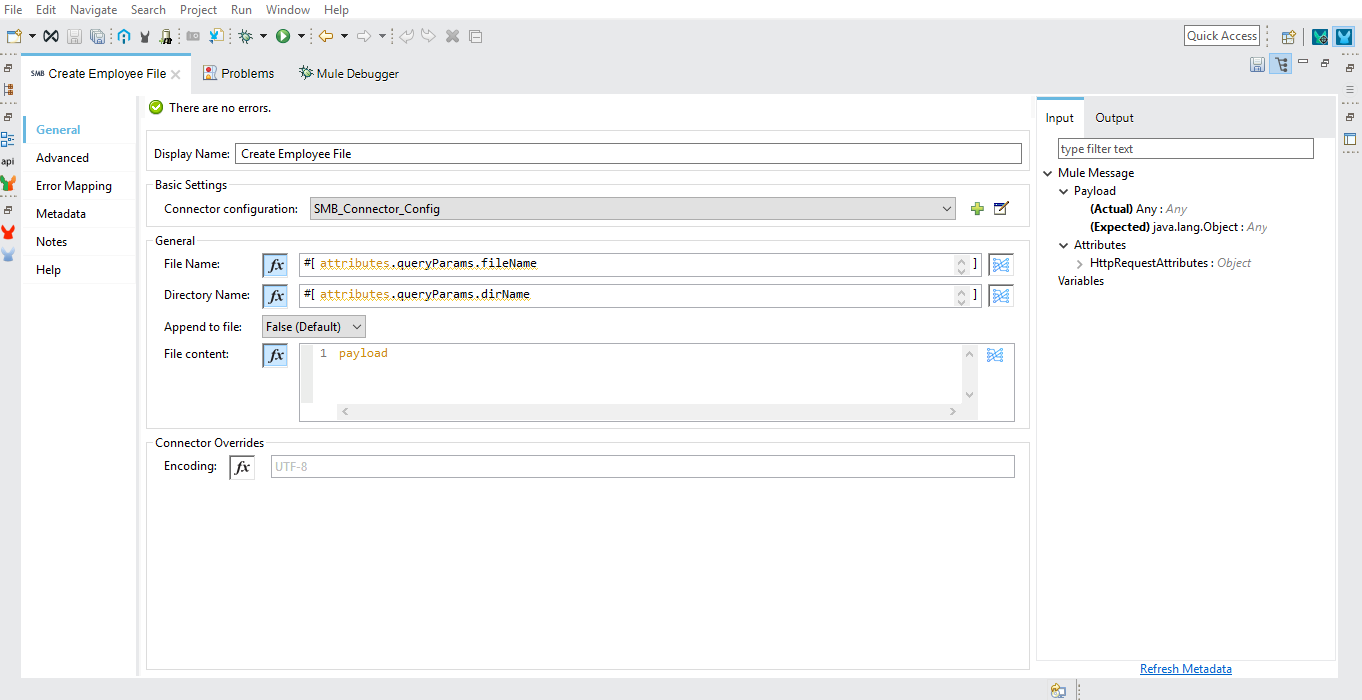 File Edit Navigate Search Project Run Window Help
Quick Access
SMB Create Employee File Problems Mule Debugger
api
General
Advanced
Error Mapping
Metadata
Notes
Help
There are no errors.
Display Name: Create Employee File
Basic Settings
Connector configuration: SMB_Connector_Config
General
File Name: fx #[ attributes.queryParams.fileName ]
Directory Name: fx #[ attributes.queryParams.dirName ]
Append to file: False (Default)
File content: fx 1 payload
Connector Overrides
Encoding: fx UTF-8
Input Output
type filter text
Mule Message
Payload
(Actual) Any : Any
(Expected) java.lang.Object : Any
Attributes
HttpRequestAttributes : Object
Variables
Refresh Metadata